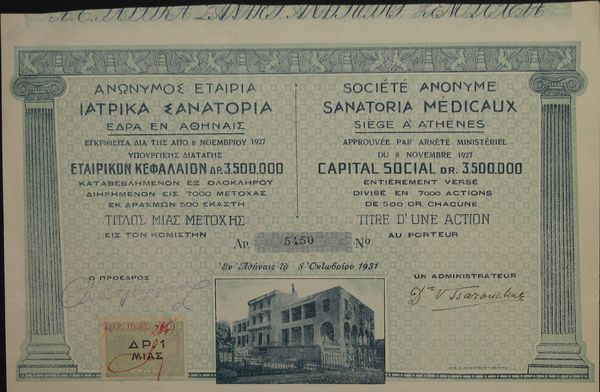 ΑΝΩΝΥΜΟΣ ΕΤΑΙΡΙΑ
ΙΑΤΡΙΚΑ ΣΑΝΑΤΟΡΙΑ
ΕΔΡΑ ΕΝ ΑΘΗΝΑΙΣ
ΕΓΚΡΙΘΕΙΣΑ ΔΙΑ ΤΗΣ ΑΠΟ 8 ΝΟΕΜΒΡΙΟΥ 1927
ΥΠΟΥΡΓΙΚΗΣ ΔΙΑΤΑΓΗΣ
ΕΤΑΙΡΙΚΟΝ ΚΕΦΑΛΑΙΟΝ ΔΡ. 3.500.000
ΚΑΤΑΒΕΒΛΗΜΕΝΟΝ ΕΞ ΟΛΟΚΛΗΡΟΥ
ΔΙΗΡΗΜΕΝΟΝ ΕΙΣ 7000 ΜΕΤΟΧΑΣ
ΕΚ ΔΡΑΧΜΩΝ 500 ΕΚΑΣΤΗ
ΤΙΤΛΟΣ ΜΙΑΣ ΜΕΤΟΧΗΣ
ΕΙΣ ΤΟΝ ΚΟΜΙΣΤΗΝ
SOCIÉTÉ ANONYME
SANATORIA MÉDICAUX
SIÈGE À ATHÈNES
APPROUVÉE PAR ARRÊTÉ MINISTÉRIEL
DU 8 NOVEMBRE 1927
CAPITAL SOCIAL DR. 3.500.000
ENTIÈREMENT VERSÉ
DIVISÉ EN 7000 ACTIONS
DE 500 DR. CHACUNE
TITRE D'UNE ACTION
AU PORTEUR
Αρ. 5450 Nº
Ἐν Ἀθήναις τῇ 8 Ὀκτωβρίου 1931
Ο ΠΡΟΕΔΡΟΣ
UN ADMINISTRATEUR
ΔΡ. 1
ΜΙΑΣ